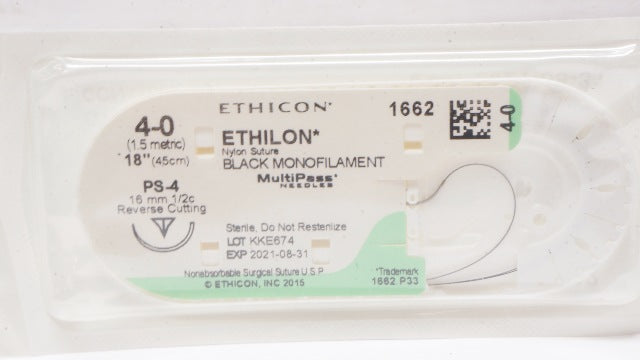 ETHICON*
1662
4-0
4-0
(1.5 metric)
18" (45cm)
ETHILON*
Nylon Suture
BLACK MONOFILAMENT
MultiPass*
NEEDLES
PS-4
16 mm 1/2c
Reverse Cutting
Sterile, Do Not Resterilize
LOT KKE674
EXP 2021-08-31
Nonabsorbable Surgical Suture U.S.P.
© ETHICON, INC 2015
*Trademark
1662 P33